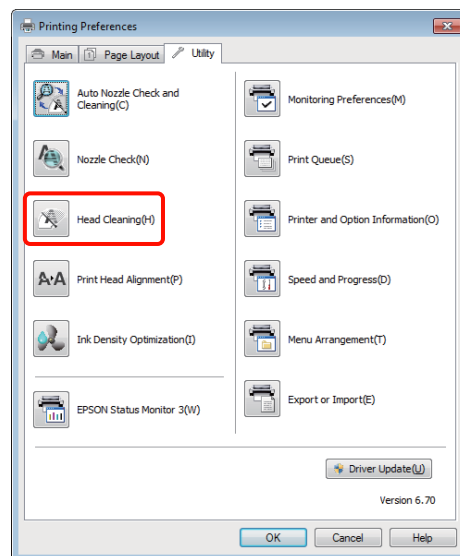 Printing Preferences
Main
Page Layout
Utility
Auto Nozzle Check and
Cleaning(C)
Nozzle Check(N)
Head Cleaning(H)
Print Head Alignment(P)
Ink Density Optimization(I)
EPSON Status Monitor 3(W)
Monitoring Preferences(M)
Print Queue(S)
Printer and Option Information(O)
Speed and Progress(D)
Menu Arrangement(T)
Export or Import(E)
Driver Update(U)
Version 6.70
OK
Cancel
Help